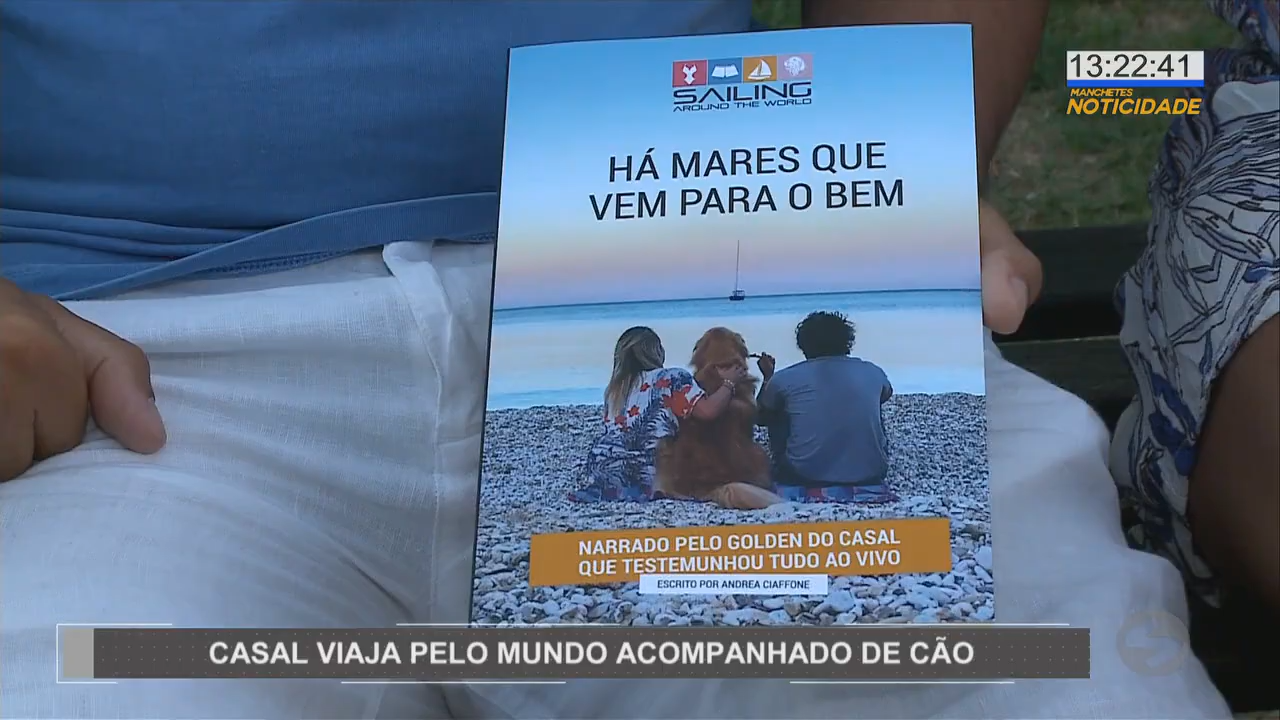 13:22:41
MANCHETES
NOTICIDADE
SAILING
AROUND THE WORLD
HÁ MARES QUE
VEM PARA O BEM
NARRADO PELO GOLDEN DO CASAL
QUE TESTEMUNHOU TUDO AO VIVO
ESCRITO POR ANDREA CIAFFONE
CASAL VIAJA PELO MUNDO ACOMPANHADO DE CÃO